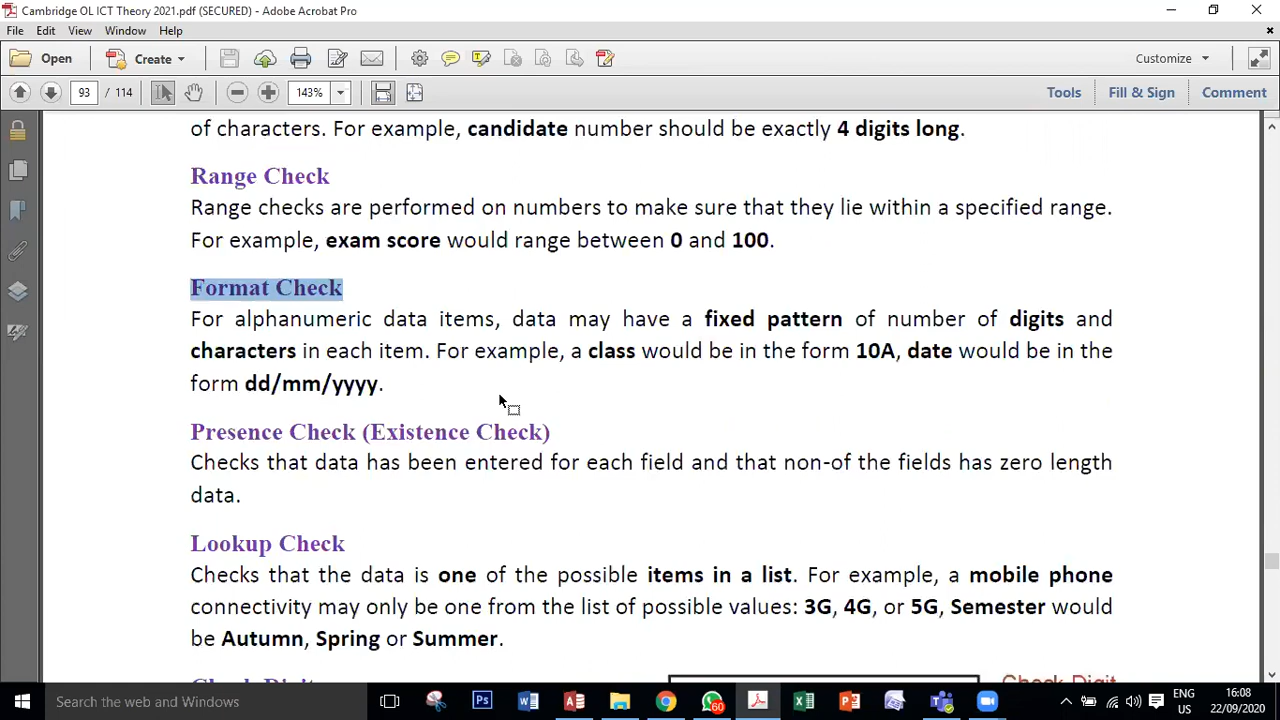 Cambridge OL ICT Theory 2021.pdf (SECURED) - Adobe Acrobat Pro
File Edit View Window Help
Open Create Customize
93 / 114 143% Tools Fill & Sign Comment
of characters. For example, candidate number should be exactly 4 digits long.
Range Check
Range checks are performed on numbers to make sure that they lie within a specified range.
For example, exam score would range between 0 and 100.
Format Check
For alphanumeric data items, data may have a fixed pattern of number of digits and
characters in each item. For example, a class would be in the form 10A, date would be in the
form dd/mm/yyyy.
Presence Check (Existence Check)
Checks that data has been entered for each field and that non-of the fields has zero length
data.
Lookup Check
Checks that the data is one of the possible items in a list. For example, a mobile phone
connectivity may only be one from the list of possible values: 3G, 4G, or 5G, Semester would
be Autumn, Spring or Summer.
Check Digit
Check Digit
Search the web and Windows
60
ENG
US
16:08
22/09/2020